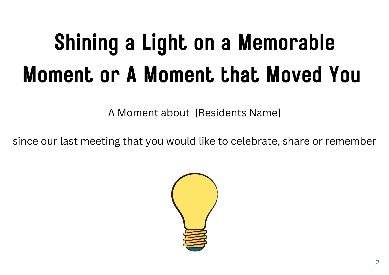 Shining a Light on a Memorable
Moment or A Moment that Moved You
A Moment about [Residents Name]
since our last meeting that you would like to celebrate, share or remember